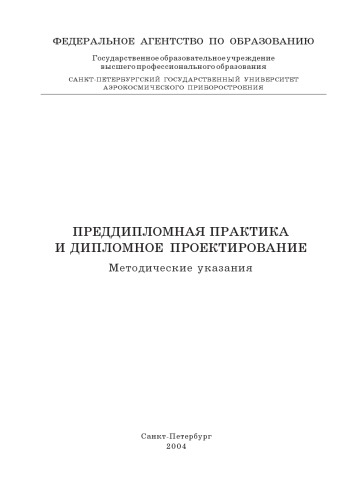 ФЕДЕРАЛЬНОЕ АГЕНТСТВО ПО ОБРАЗОВАНИЮ
Государственное образовательное учреждение
высшего профессионального образования
САНКТ-ПЕТЕРБУРГСКИЙ ГОСУДАРСТВЕННЫЙ УНИВЕРСИТЕТ
АЭРОКОСМИЧЕСКОГО ПРИБОРОСТРОЕНИЯ
ПРЕДДИПЛОМНАЯ ПРАКТИКА
И ДИПЛОМНОЕ ПРОЕКТИРОВАНИЕ
Методические указания
Санкт-Петербург
2004